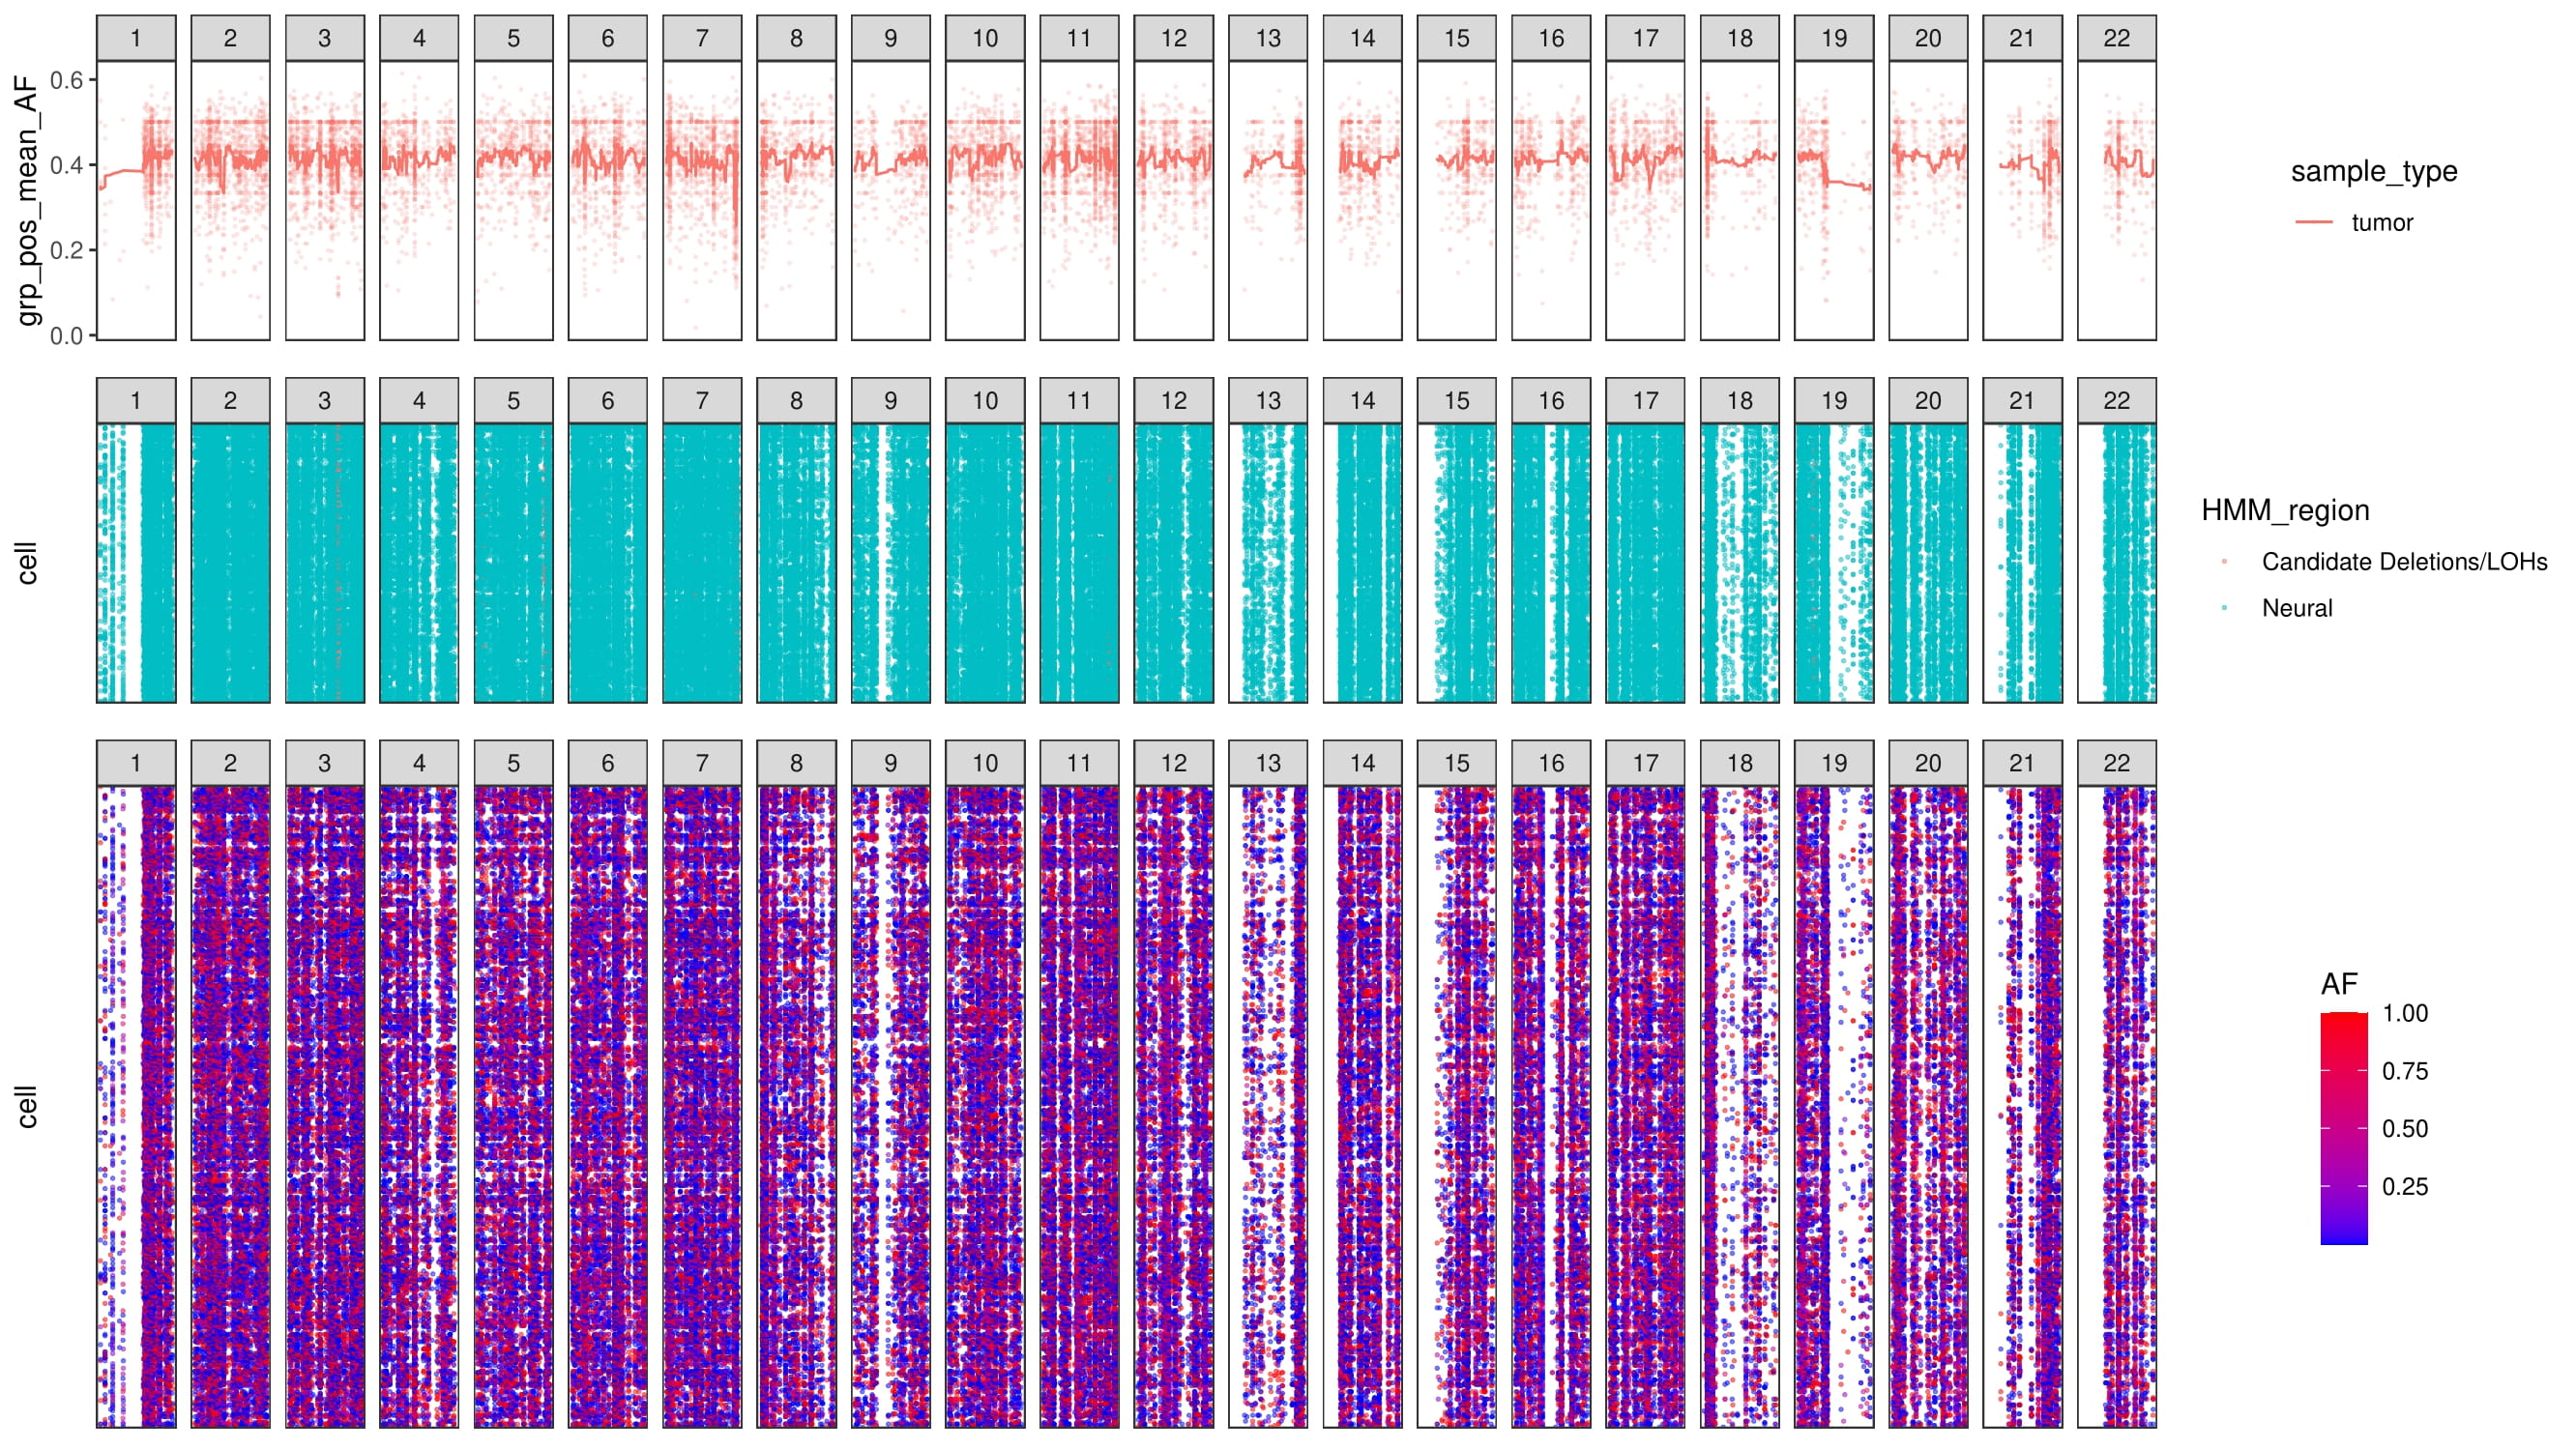 1 2 3 4 5 6 7 8 9 10 11 12 13 14 15 16 17 18 19 20 21 22
grp_pos_mean_AF
0.6
0.4
0.2
0.0
sample_type
tumor
1 2 3 4 5 6 7 8 9 10 11 12 13 14 15 16 17 18 19 20 21 22
cell
HMM_region
Candidate Deletions/LOHs
Neural
1 2 3 4 5 6 7 8 9 10 11 12 13 14 15 16 17 18 19 20 21 22
cell
AF
1.00
0.75
0.50
0.25